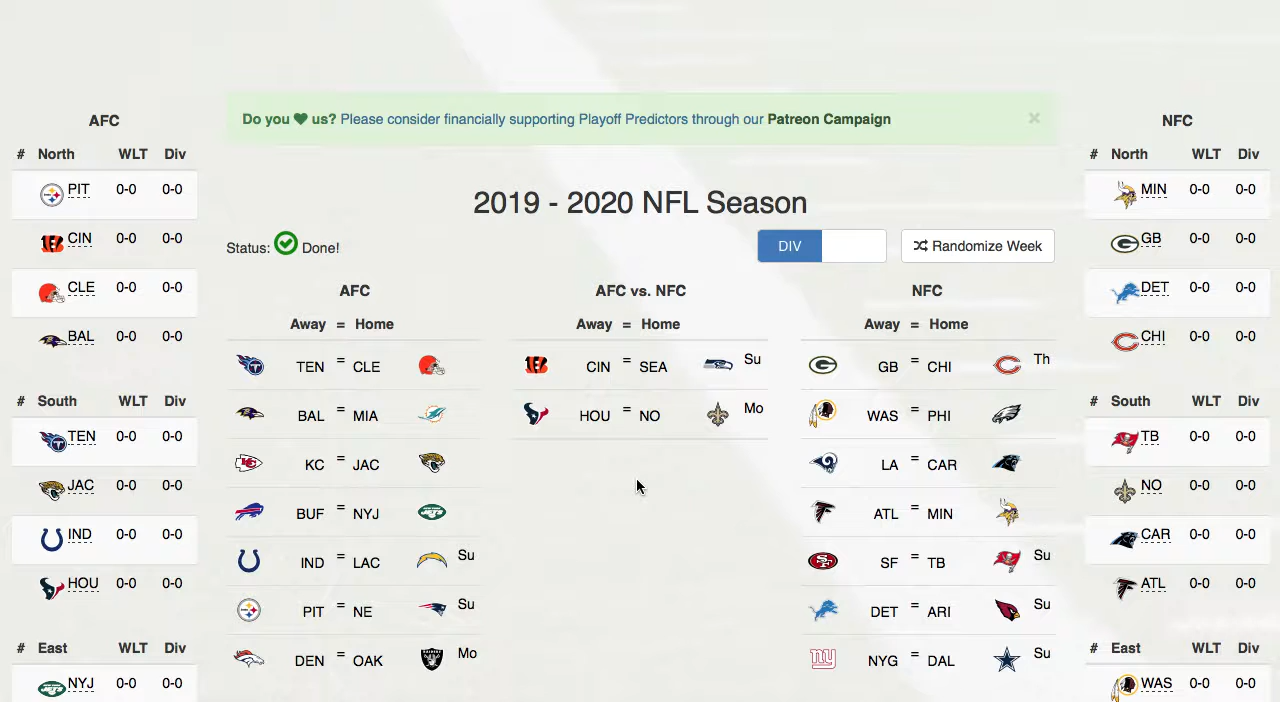 Do you us? Please consider financially supporting Playoff Predictors through our Patreon Campaign ×
2019 - 2020 NFL Season
Status: Done!
DIV
Randomize Week
AFC
# North WLT Div
PIT 0-0 0-0
CIN 0-0 0-0
CLE 0-0 0-0
BAL 0-0 0-0
# South WLT Div
TEN 0-0 0-0
JAC 0-0 0-0
IND 0-0 0-0
HOU 0-0 0-0
# East WLT Div
NYJ 0-0 0-0
AFC
Away = Home
TEN = CLE
BAL = MIA
KC = JAC
BUF = NYJ
IND = LAC Su
PIT = NE Su
DEN = OAK Mo
AFC vs. NFC
Away = Home
CIN = SEA Su
HOU = NO Mo
NFC
Away = Home
GB = CHI Th
WAS = PHI
LA = CAR
ATL = MIN
SF = TB Su
DET = ARI Su
NYG = DAL Su
NFC
# North WLT Div
MIN 0-0 0-0
GB 0-0 0-0
DET 0-0 0-0
CHI 0-0 0-0
# South WLT Div
TB 0-0 0-0
NO 0-0 0-0
CAR 0-0 0-0
ATL 0-0 0-0
# East WLT Div
WAS 0-0 0-0